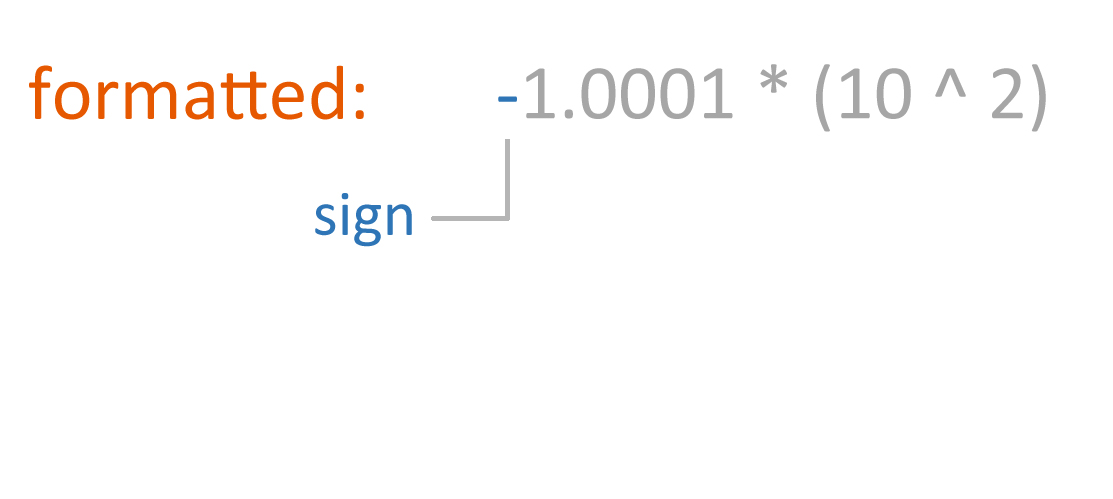 formatted: -1.0001 * (10 ^ 2)
sign